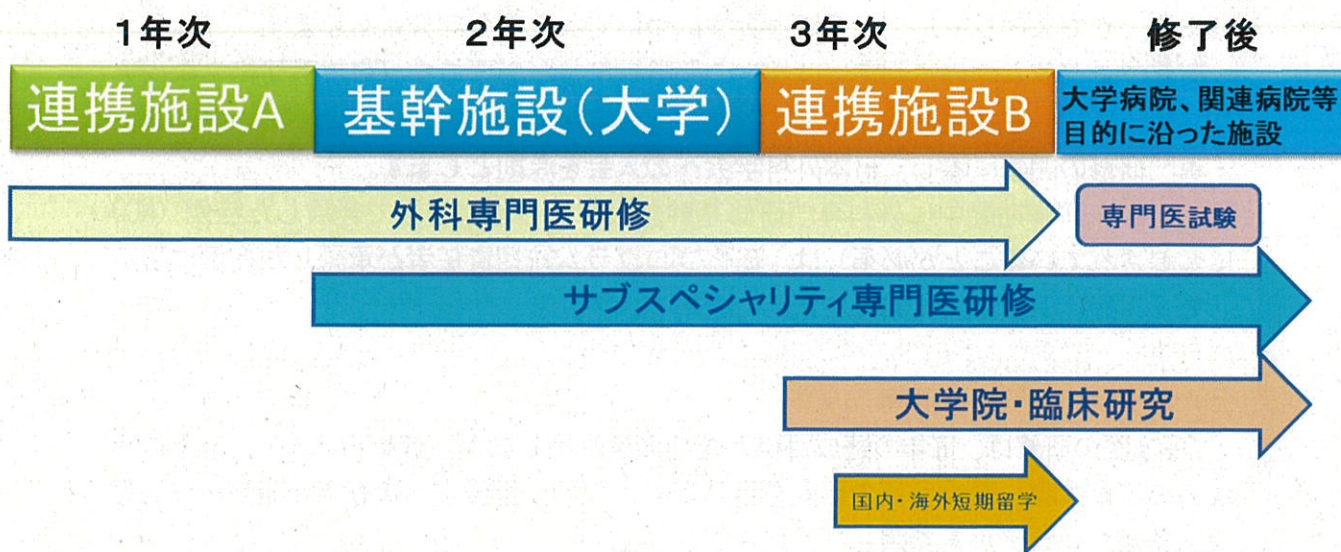 1年次
2年次
3年次
修了後
連携施設A
基幹施設(大学)
連携施設B
大学病院、関連病院等
目的に沿った施設
外科専門医研修
専門医試験
サブスペシャリティ専門医研修
大学院・臨床研究
国内・海外短期留学